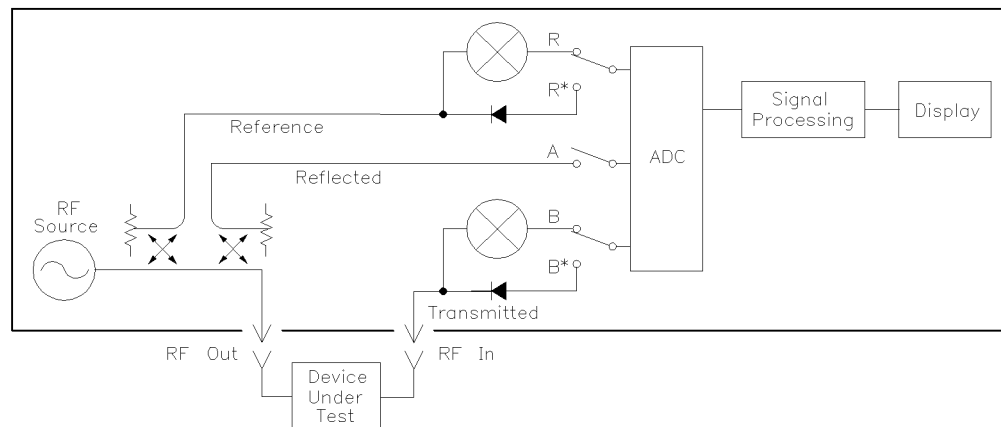 R
R*
Reference
A
Reflected
ADC
Signal
Processing
Display
RF
Source
B
B*
Transmitted
RF Out
RF In
Device
Under
Test